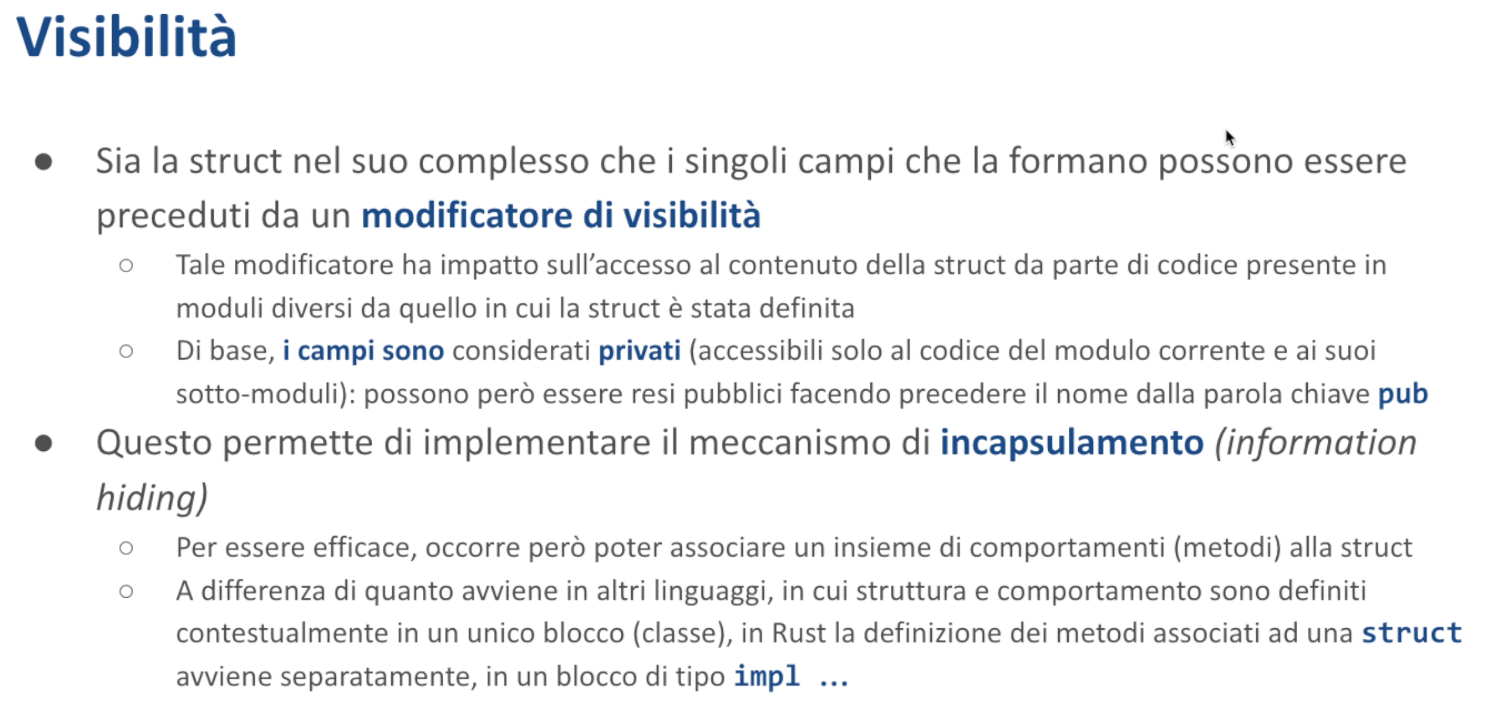 Visibilità
● Sia la struct nel suo complesso che i singoli campi che la formano possono essere
preceduti da un modificatore di visibilità
○ Tale modificatore ha impatto sull’accesso al contenuto della struct da parte di codice presente in
moduli diversi da quello in cui la struct è stata definita
○ Di base, i campi sono considerati privati (accessibili solo al codice del modulo corrente e ai suoi
sotto-moduli): possono però essere resi pubblici facendo precedere il nome dalla parola chiave pub
● Questo permette di implementare il meccanismo di incapsulamento (information
hiding)
○ Per essere efficace, occorre però poter associare un insieme di comportamenti (metodi) alla struct
○ A differenza di quanto avviene in altri linguaggi, in cui struttura e comportamento sono definiti
contestualmente in un unico blocco (classe), in Rust la definizione dei metodi associati ad una struct
avviene separatamente, in un blocco di tipo impl ...